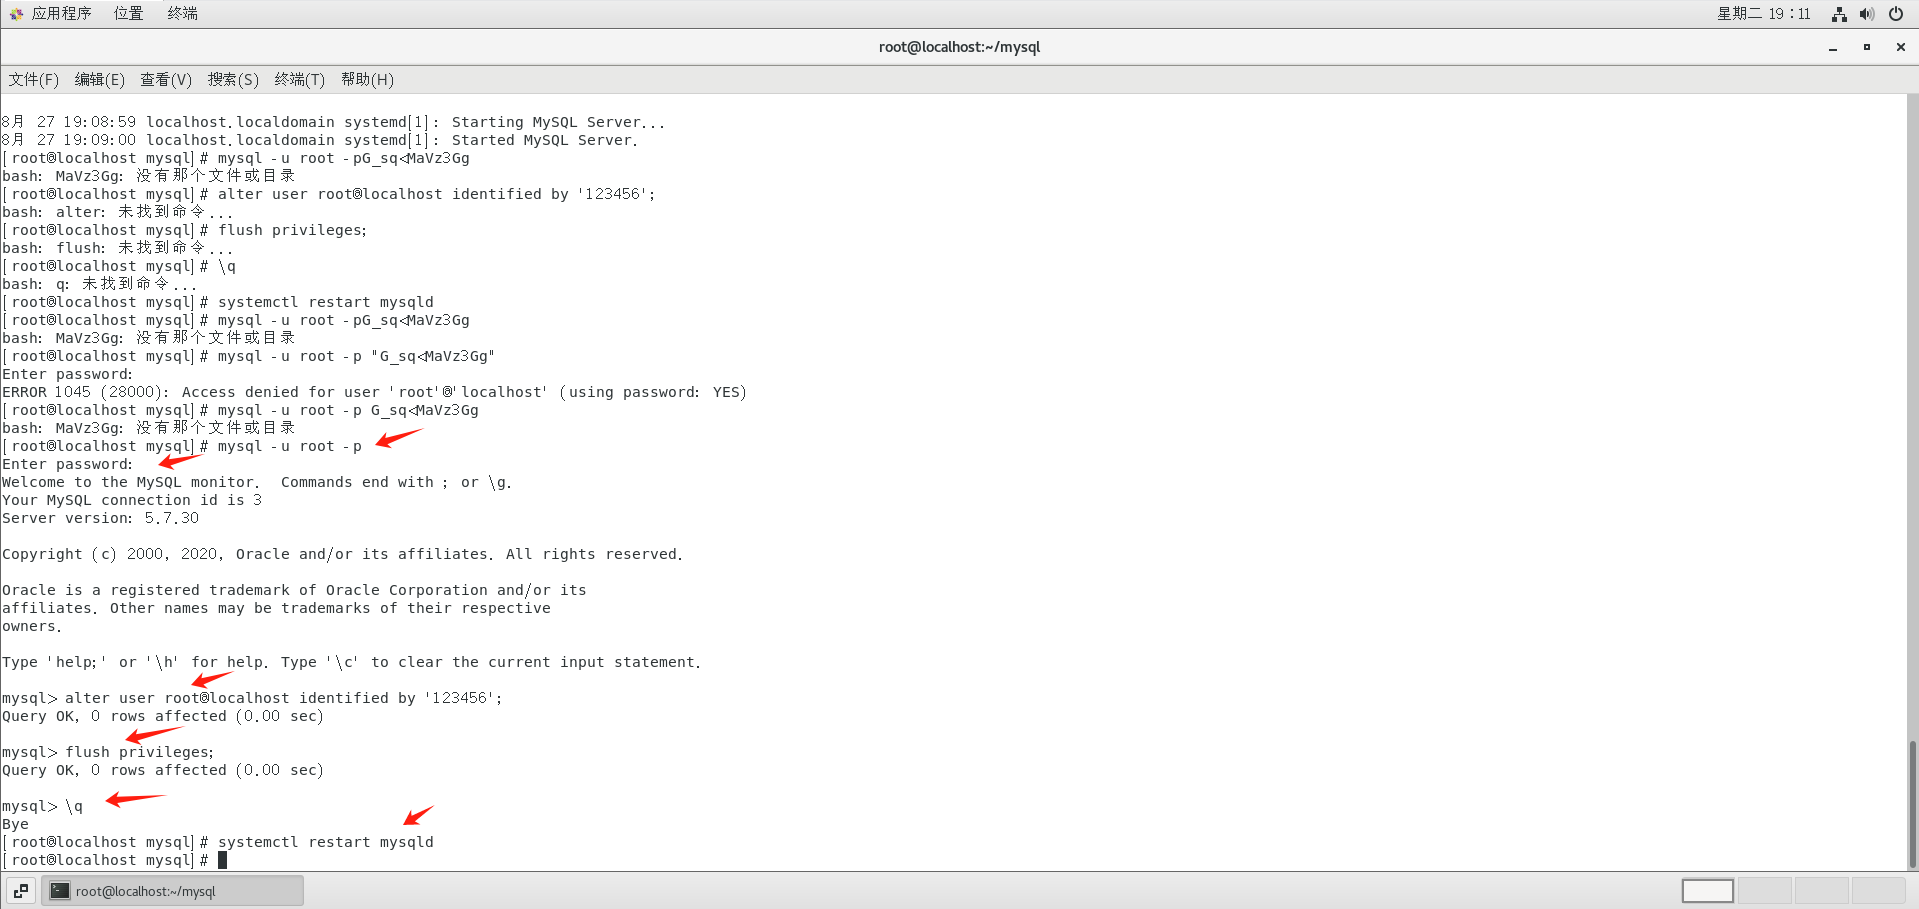 应用程序 位置 终端 星期二 19：11
root@localhost:~/mysql
文件(F) 编辑(E) 查看(V) 搜索(S) 终端(T) 帮助(H)
8月 27 19:08:59 localhost.localdomain systemd[1]: Starting MySQL Server...
8月 27 19:09:00 localhost.localdomain systemd[1]: Started MySQL Server.
[root@localhost mysql]# mysql -u root -pG_sq<MaVz3Gg
bash: MaVz3Gg: 没有那个文件或目录
[root@localhost mysql]# alter user root@localhost identified by '123456';
bash: alter: 未找到命令...
[root@localhost mysql]# flush privileges;
bash: flush: 未找到命令...
[root@localhost mysql]# \q
bash: q: 未找到命令...
[root@localhost mysql]# systemctl restart mysqld
[root@localhost mysql]# mysql -u root -pG_sq<MaVz3Gg
bash: MaVz3Gg: 没有那个文件或目录
[root@localhost mysql]# mysql -u root -p "G_sq<MaVz3Gg"
Enter password:
ERROR 1045 (28000): Access denied for user 'root'@'localhost' (using password: YES)
[root@localhost mysql]# mysql -u root -p G_sq<MaVz3Gg
bash: MaVz3Gg: 没有那个文件或目录
[root@localhost mysql]# mysql -u root -p
Enter password:
Welcome to the MySQL monitor.  Commands end with ; or \g.
Your MySQL connection id is 3
Server version: 5.7.30
Copyright (c) 2000, 2020, Oracle and/or its affiliates. All rights reserved.
Oracle is a registered trademark of Oracle Corporation and/or its
affiliates. Other names may be trademarks of their respective
owners.
Type 'help;' or '\h' for help. Type '\c' to clear the current input statement.
mysql> alter user root@localhost identified by '123456';
Query OK, 0 rows affected (0.00 sec)
mysql> flush privileges;
Query OK, 0 rows affected (0.00 sec)
mysql> \q
Bye
[root@localhost mysql]# systemctl restart mysqld
[root@localhost mysql]#
root@localhost:~/mysql